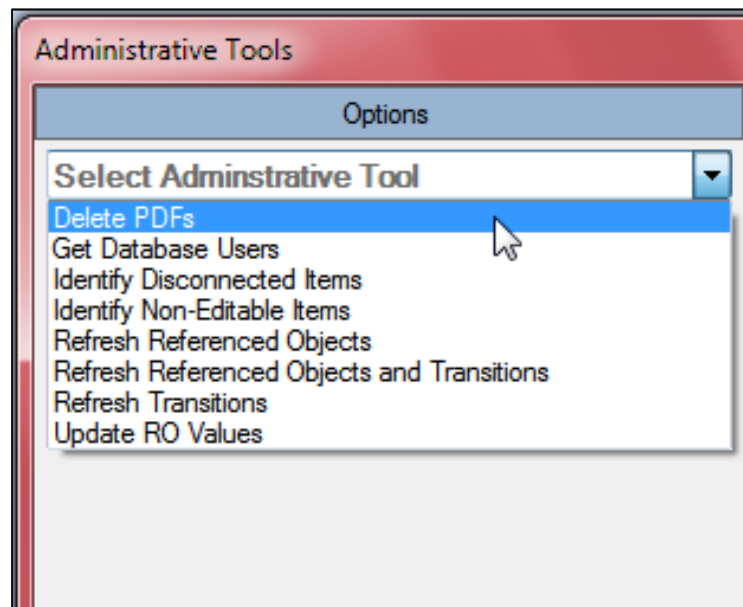 Administrative Tools
Options
Select Adminstrative Tool
Delete PDFs
Get Database Users
Identify Disconnected Items
Identify Non-Editable Items
Refresh Referenced Objects
Refresh Referenced Objects and Transitions
Refresh Transitions
Update RO Values